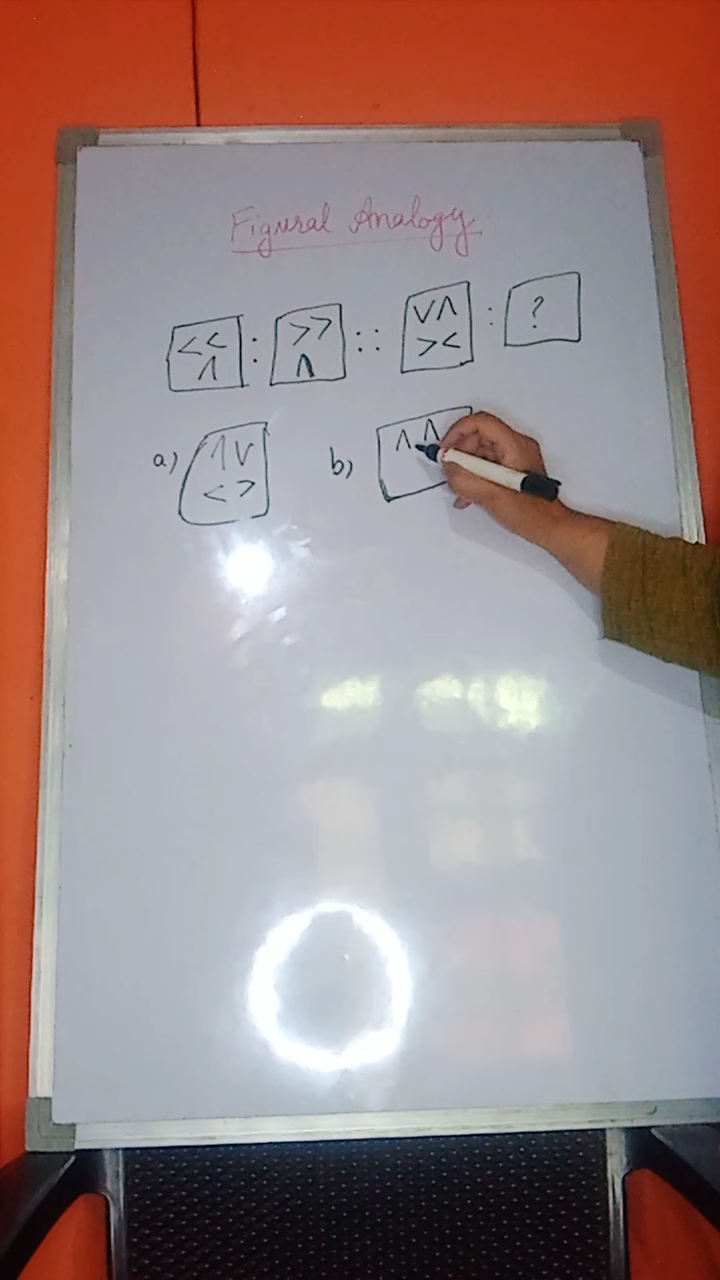 Figural Analogy
<< : >> :: ∨∧ : ?
∧ ∧ ><
a) ∧∨ b) ∧∧
<>